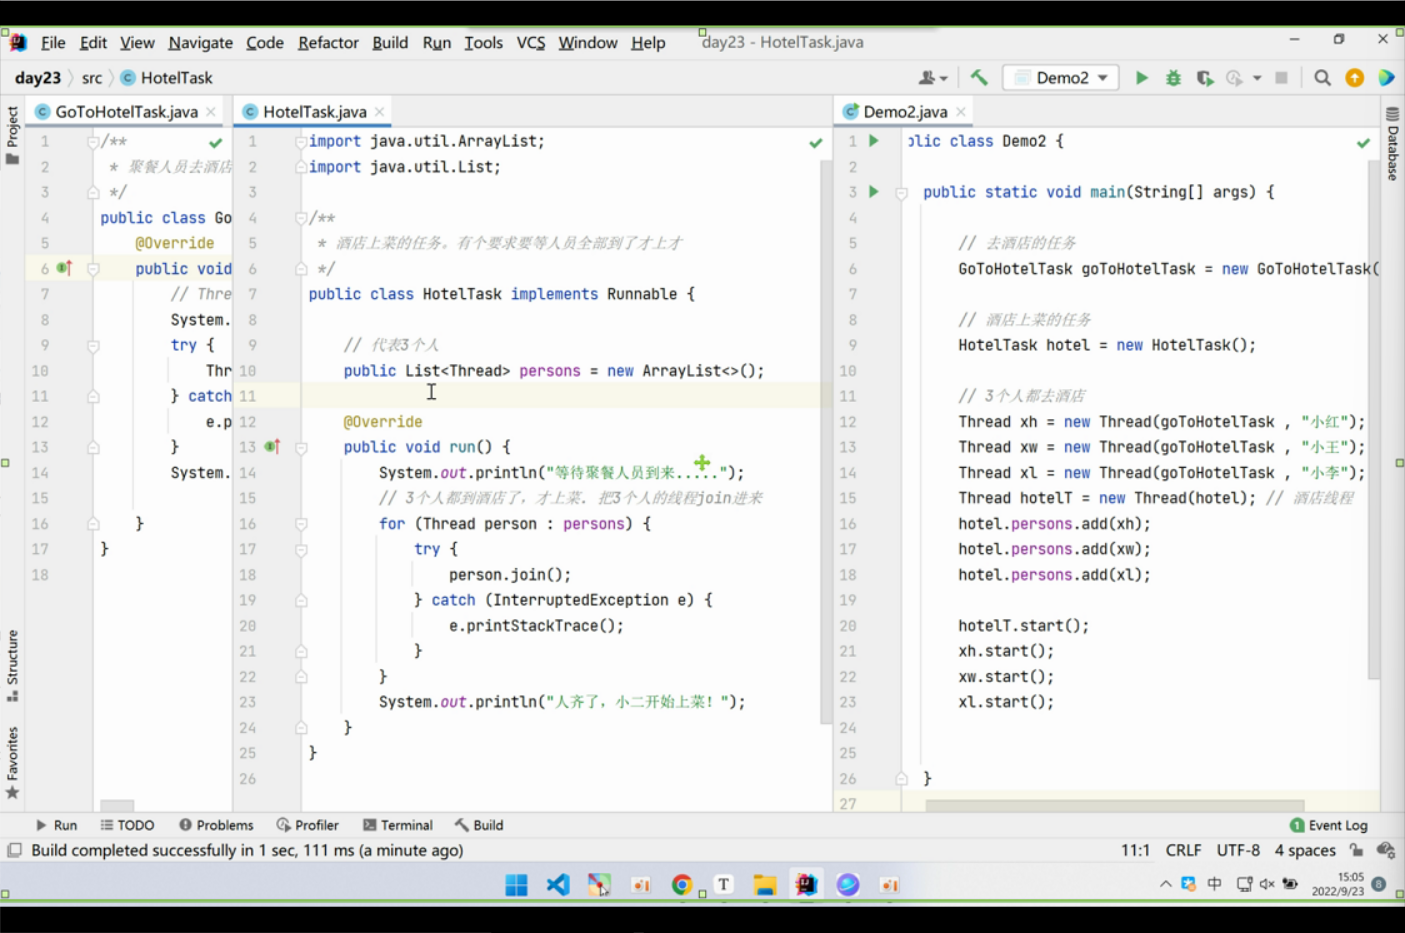 File Edit View Navigate Code Refactor Build Run Tools VCS Window Help day23 - HotelTask.java
day23 src HotelTask Demo2
Project
Structure
Favorites
GoToHotelTask.java
1 /**
2 * 聚餐人员去酒店
3 */
4 public class Go
5 @Override
6 public void
7 // Thre
8 System.
9 try {
10 Thr
11 } catch
12 e.p
13 }
14 System.
15
16 }
17 }
18
HotelTask.java
1 import java.util.ArrayList;
2 import java.util.List;
3
4 /**
5 * 酒店上菜的任务。有个要求要等人员全部到了才上才
6 */
7 public class HotelTask implements Runnable {
8
9 // 代表3个人
10 public List<Thread> persons = new ArrayList<>();
11
12 @Override
13 public void run() {
14 System.out.println("等待聚餐人员到来.....");
15 // 3个人都到酒店了，才上菜. 把3个人的线程join进来
16 for (Thread person : persons) {
17 try {
18 person.join();
19 } catch (InterruptedException e) {
20 e.printStackTrace();
21 }
22 }
23 System.out.println("人齐了，小二开始上菜！");
24 }
25 }
26
Demo2.java
1 blic class Demo2 {
2
3 public static void main(String[] args) {
4
5 // 去酒店的任务
6 GoToHotelTask goToHotelTask = new GoToHotelTask(
7
8 // 酒店上菜的任务
9 HotelTask hotel = new HotelTask();
10
11 // 3个人都去酒店
12 Thread xh = new Thread(goToHotelTask , "小红");
13 Thread xw = new Thread(goToHotelTask , "小王");
14 Thread xl = new Thread(goToHotelTask , "小李");
15 Thread hotelT = new Thread(hotel); // 酒店线程
16 hotel.persons.add(xh);
17 hotel.persons.add(xw);
18 hotel.persons.add(xl);
19
20 hotelT.start();
21 xh.start();
22 xw.start();
23 xl.start();
24
25
26 }
27
Database
Run TODO Problems Profiler Terminal Build 1 Event Log
Build completed successfully in 1 sec, 111 ms (a minute ago) 11:1 CRLF UTF-8 4 spaces
T 中 15:05
2022/9/23 8